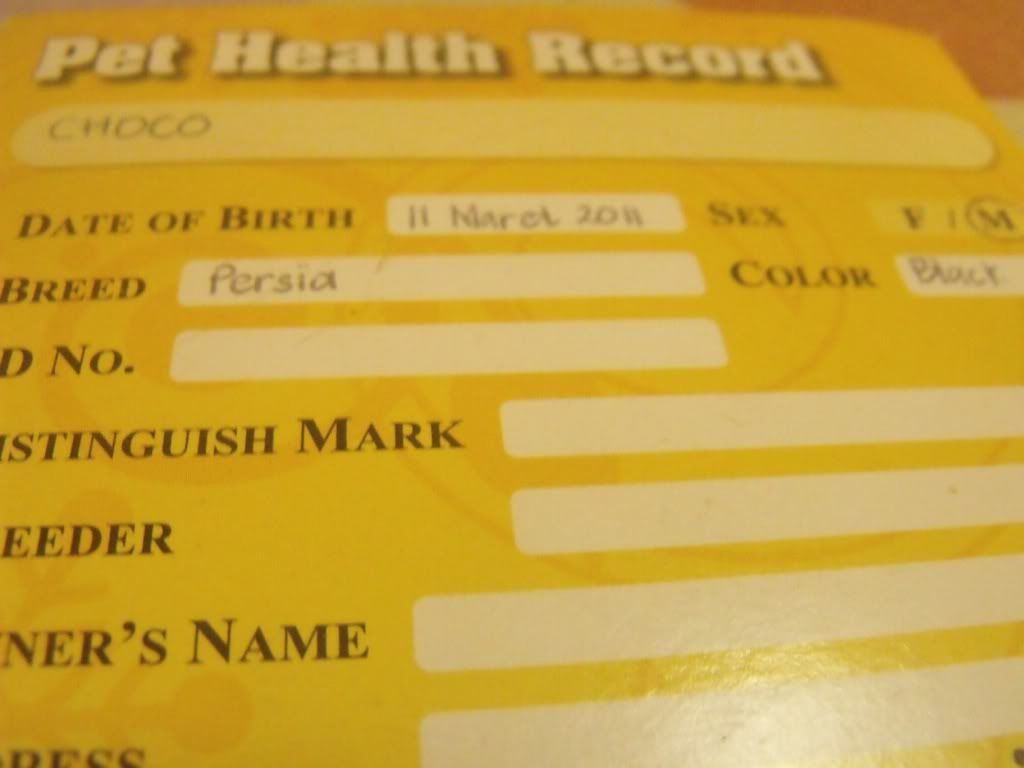 Pet Health Record
CHOCO
DATE OF BIRTH 11 Maret 2011 SEX F / M
BREED Persia COLOR Black
D NO.
ISTINGUISH MARK
EEDER
NER'S NAME
DRESS